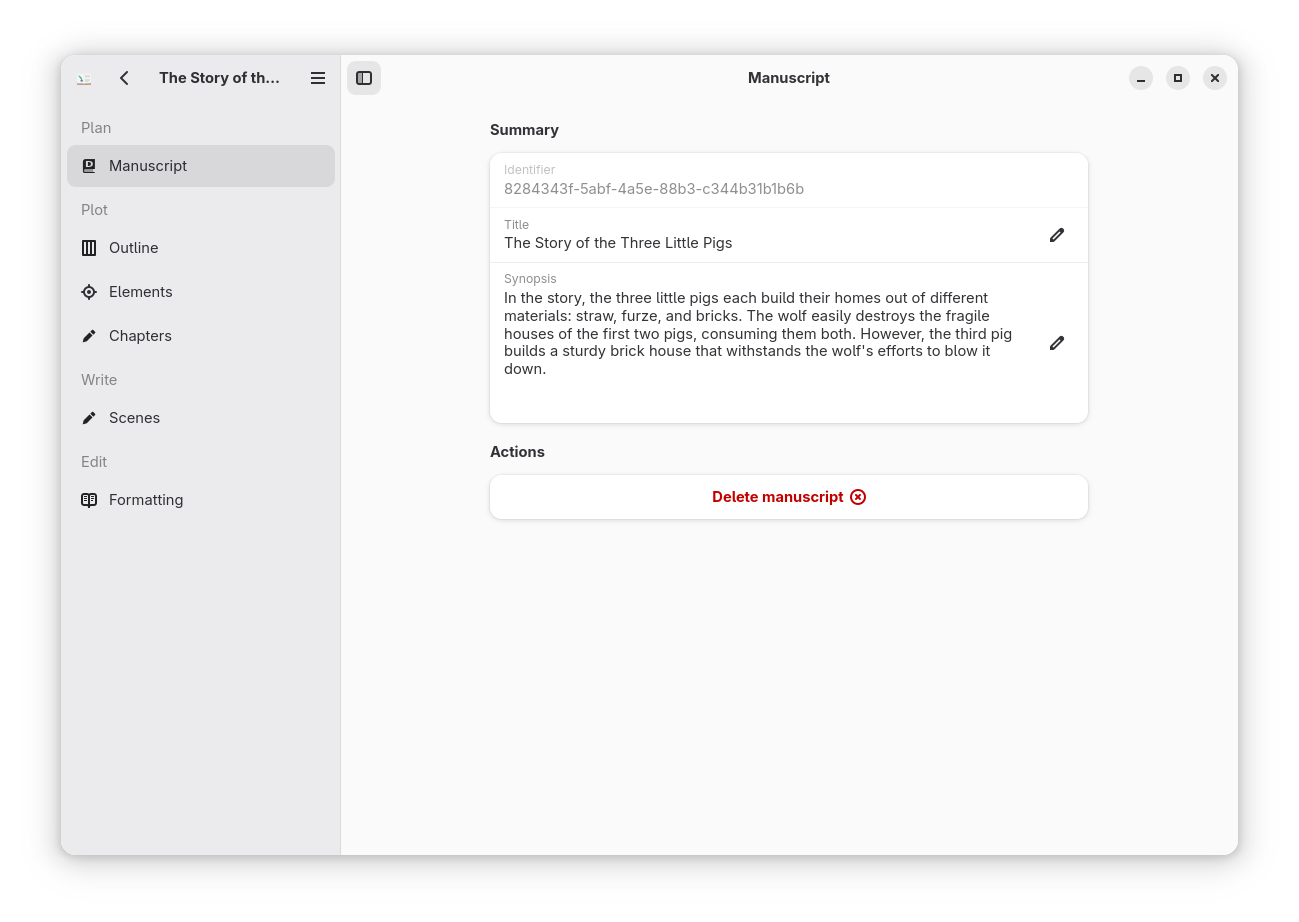 The Story of th...
Plan
Manuscript
Plot
Outline
Elements
Chapters
Write
Scenes
Edit
Formatting
Manuscript
Summary
Identifier
8284343f-5abf-4a5e-88b3-c344b31b1b6b
Title
The Story of the Three Little Pigs
Synopsis
In the story, the three little pigs each build their homes out of different
materials: straw, furze, and bricks. The wolf easily destroys the fragile
houses of the first two pigs, consuming them both. However, the third pig
builds a sturdy brick house that withstands the wolf's efforts to blow it
down.
Actions
Delete manuscript